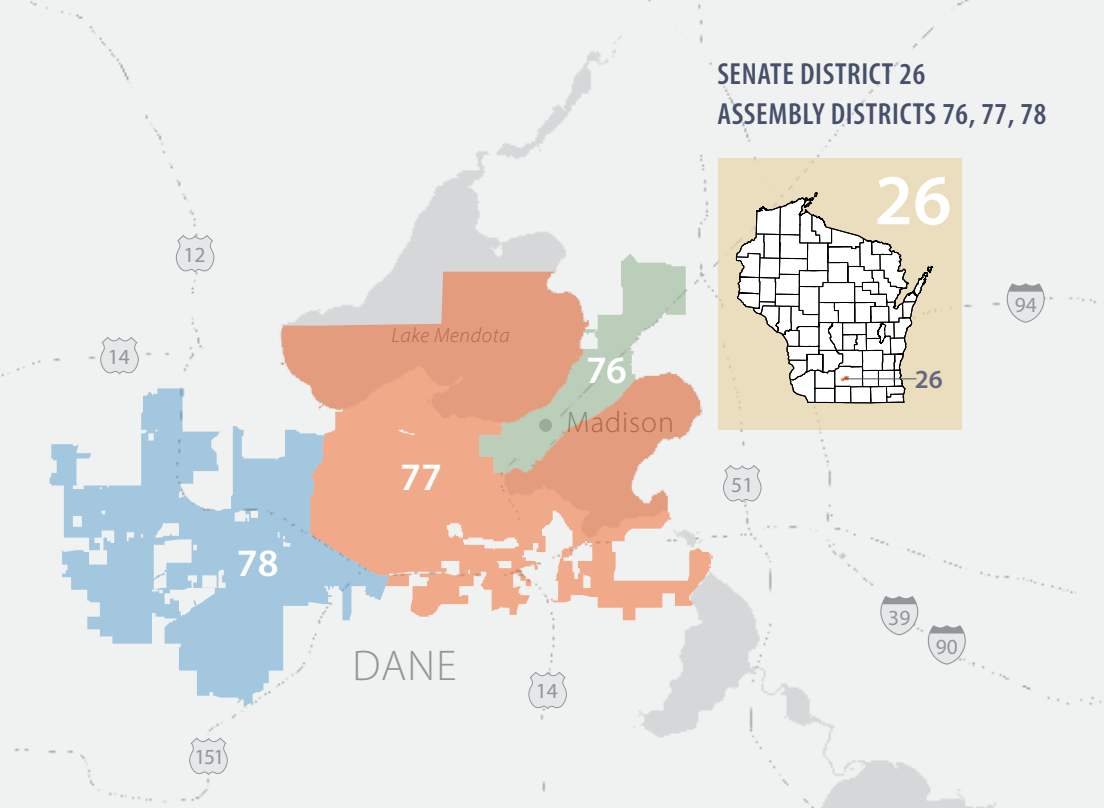 SENATE DISTRICT 26
ASSEMBLY DISTRICTS 76, 77, 78
26
12
94
Lake Mendota
14
76
26
Madison
77
51
78
39
90
DANE
14
151